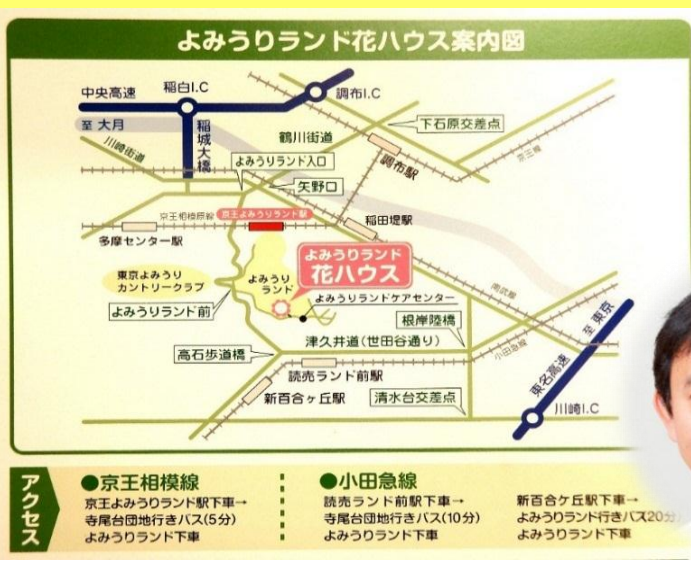 よみうりランド花ハウス案内図
中央高速
稲白I.C
調布I.C
至 大月
稲城大橋
鶴川街道
下石原交差点
川崎街道
よみうりランド入口
調布駅
京王線
矢野口
京王相模原線
京王よみうりランド駅
稲田堤駅
多摩センター駅
よみうりランド
花ハウス
東京よみうり
カントリークラブ
よみうり
ランド
よみうりランドケアセンター
南武線
よみうりランド前
根岸陸橋
至 東京
津久井道(世田谷通り)
小田急線
高石歩道橋
読売ランド前駅
東名高速
新百合ヶ丘駅
清水台交差点
川崎I.C
アクセス
●京王相模線
京王よみうりランド駅下車→
寺尾台団地行きバス(5分)
よみうりランド下車
●小田急線
読売ランド前駅下車→
寺尾台団地行きバス(10分)
よみうりランド下車
新百合ケ丘駅下車→
よみうりランド行きバス20分)
よみうりランド下車